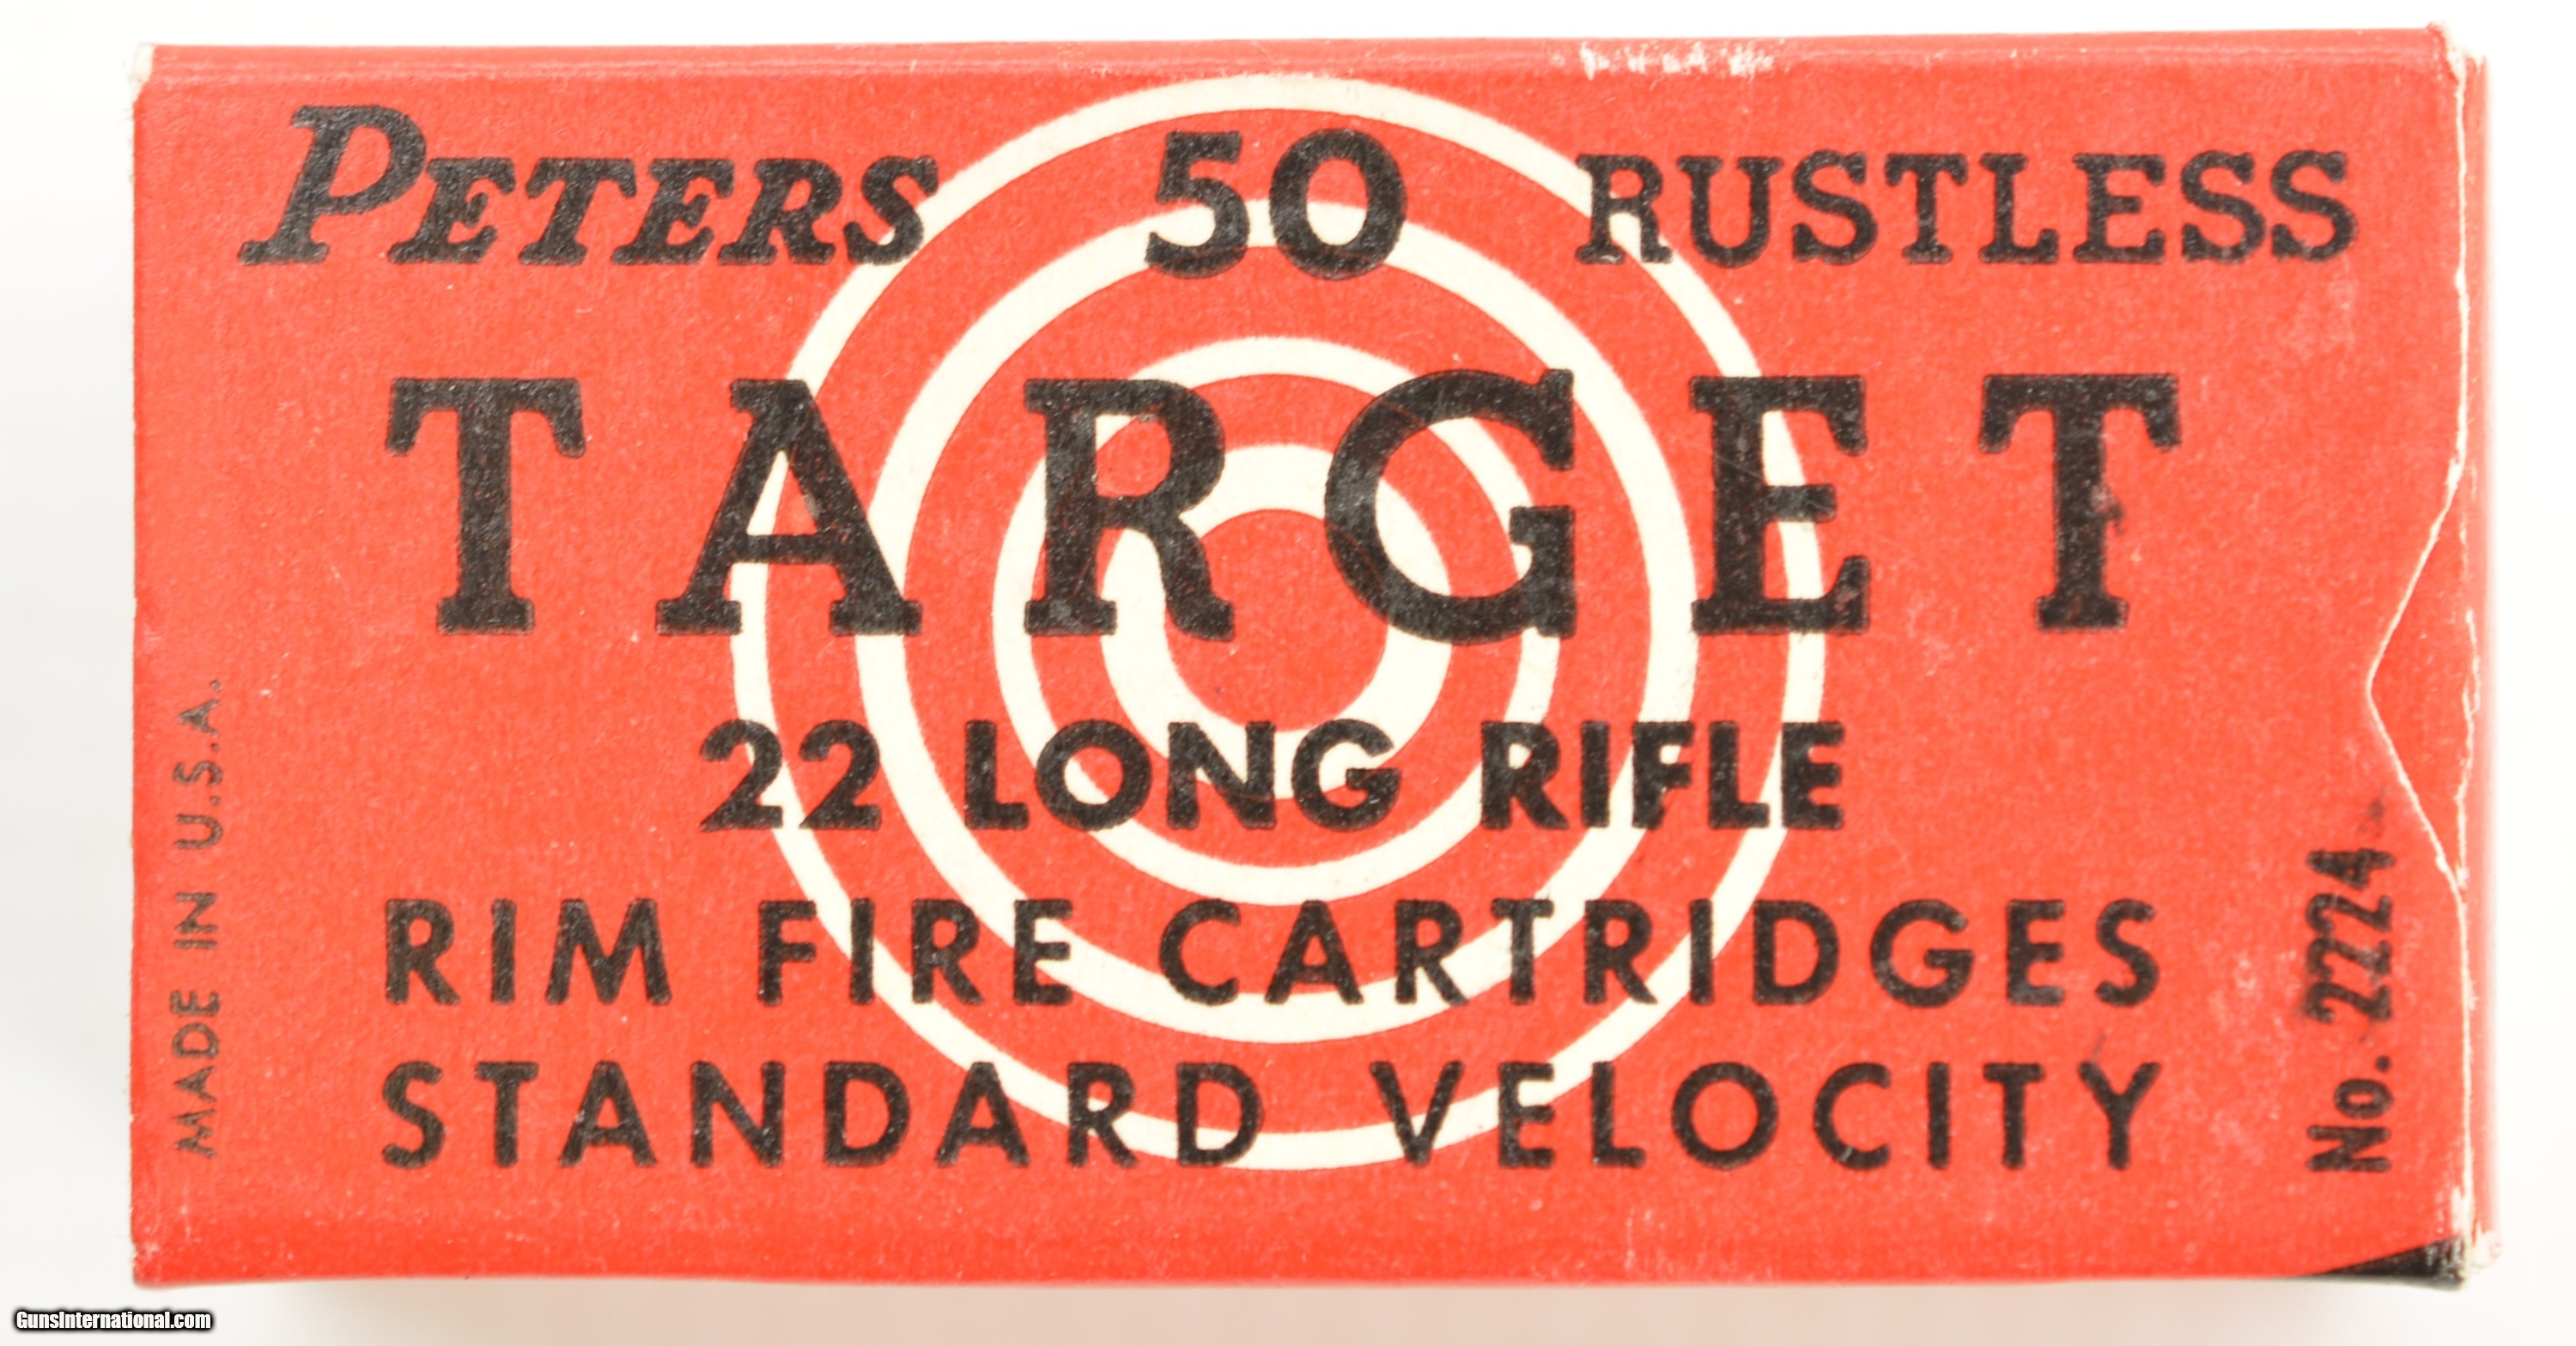 PETERS 50 RUSTLESS
TARGET
22 LONG RIFLE
RIM FIRE CARTRIDGES
STANDARD VELOCITY
MADE IN U.S.A.
No. 2224
GunsInternational.com